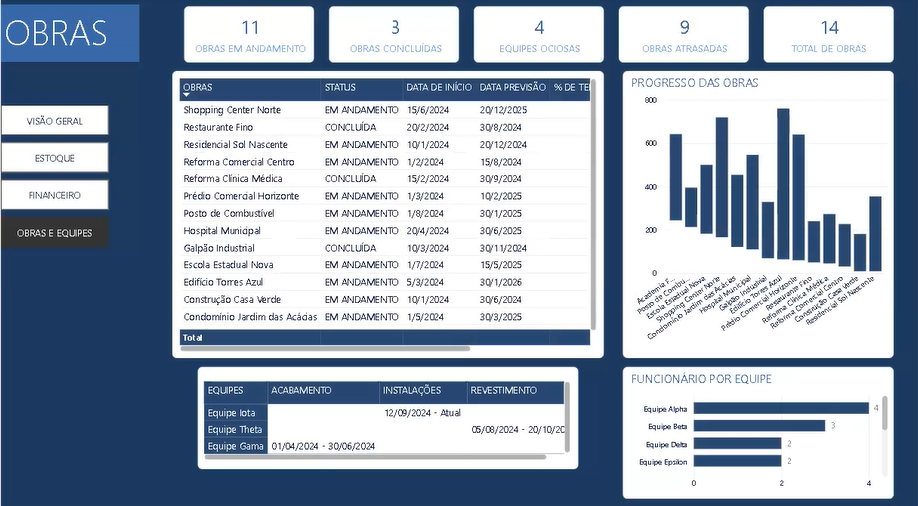 OBRAS
11
OBRAS EM ANDAMENTO
3
OBRAS CONCLUÍDAS
4
EQUIPES OCIOSAS
9
OBRAS ATRASADAS
14
TOTAL DE OBRAS
VISÃO GERAL
ESTOQUE
FINANCEIRO
OBRAS E EQUIPES
OBRAS STATUS DATA DE INÍCIO DATA PREVISÃO % DE TEI
Shopping Center Norte EM ANDAMENTO 15/6/2024 20/12/2025
Restaurante Fino CONCLUÍDA 20/2/2024 30/8/2024
Residencial Sol Nascente EM ANDAMENTO 10/1/2024 20/12/2024
Reforma Comercial Centro EM ANDAMENTO 1/2/2024 15/8/2024
Reforma Clínica Médica CONCLUÍDA 15/2/2024 30/9/2024
Prédio Comercial Horizonte EM ANDAMENTO 1/3/2024 10/2/2025
Posto de Combustível EM ANDAMENTO 1/8/2024 30/1/2025
Hospital Municipal EM ANDAMENTO 20/4/2024 30/6/2025
Galpão Industrial CONCLUÍDA 10/3/2024 30/11/2024
Escola Estadual Nova EM ANDAMENTO 1/7/2024 15/5/2025
Edifício Torres Azul EM ANDAMENTO 5/3/2024 30/1/2026
Construção Casa Verde EM ANDAMENTO 10/1/2024 30/6/2024
Condomínio Jardim das Acácias EM ANDAMENTO 1/5/2024 30/3/2025
Total
PROGRESSO DAS OBRAS
800
600
400
200
0
Academia F...
Posto de Combu...
Escola Estadual Nova
Shopping Center Norte
Condomínio Jardim das Acácias
Hospital Municipal
Galpão Industrial
Edifício Torres Azul
Prédio Comercial Horizonte
Restaurante Fino
Reforma Clínica Médica
Reforma Comercial Centro
Construção Casa Verde
Residencial Sol Nascente
EQUIPES ACABAMENTO INSTALAÇÕES REVESTIMENTO
Equipe Iota 12/09/2024 - Atual
Equipe Theta 05/08/2024 - 20/10/20
Equipe Gama 01/04/2024 - 30/06/2024
FUNCIONÁRIO POR EQUIPE
Equipe Alpha 4
Equipe Beta 3
Equipe Delta 2
Equipe Epsilon 2
0 2 4